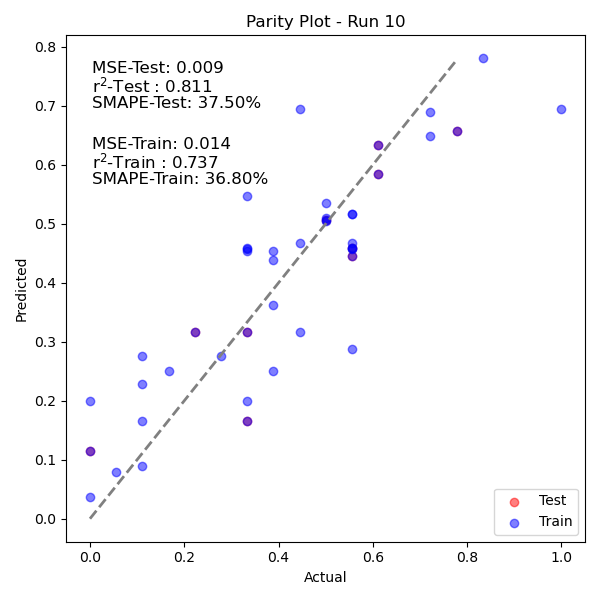 Parity Plot - Run 10
MSE-Test: 0.009
r²-Test : 0.811
SMAPE-Test: 37.50%
MSE-Train: 0.014
r²-Train : 0.737
SMAPE-Train: 36.80%
Predicted
0.8
0.7
0.6
0.5
0.4
0.3
0.2
0.1
0.0
Test
Train
0.0 0.2 0.4 0.6 0.8 1.0
Actual